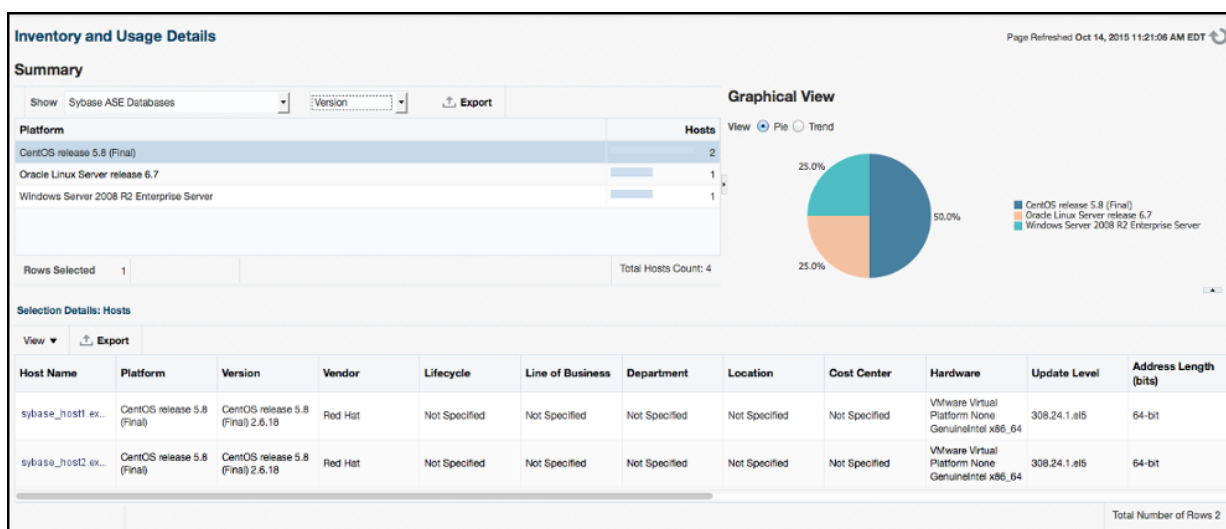 Inventory and Usage Details
Page Refreshed Oct 14, 2015 11:21:06 AM EDT
Summary
Show Sybase ASE Databases Version Export
Platform Hosts
CentOS release 5.8 (Final) 2
Oracle Linux Server release 6.7 1
Windows Server 2008 R2 Enterprise Server 1
Rows Selected 1 Total Hosts Count: 4
Graphical View
View Pie Trend
25.0%
50.0%
25.0%
CentOS release 5.8 (Final)
Oracle Linux Server release 6.7
Windows Server 2008 R2 Enterprise Server
Selection Details: Hosts
View Export
Host Name Platform Version Vendor Lifecycle Line of Business Department Location Cost Center Hardware Update Level Address Length (bits)
sybase_host1.ex... CentOS release 5.8 (Final) CentOS release 5.8 (Final) 2.6.18 Red Hat Not Specified Not Specified Not Specified Not Specified Not Specified VMware Virtual Platform None GenuineIntel x86_64 308.24.1.el5 64-bit
sybase_host2.ex... CentOS release 5.8 (Final) CentOS release 5.8 (Final) 2.6.18 Red Hat Not Specified Not Specified Not Specified Not Specified Not Specified VMware Virtual Platform None GenuineIntel x86_64 308.24.1.el5 64-bit
Total Number of Rows 2